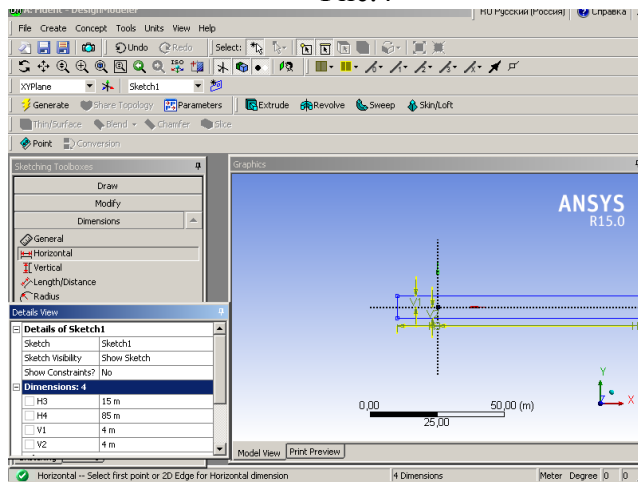 A: Fluent - DesignModeler
RU Русский (Россия) Справка
File Create Concept Tools Units View Help
Undo Redo Select:
XYPlane Sketch1
Generate Share Topology Parameters Extrude Revolve Sweep Skin/Loft
Thin/Surface Blend Chamfer Slice
Point Conversion
Sketching Toolboxes
Draw
Modify
Dimensions
General
Horizontal
Vertical
Length/Distance
Radius
Details View
Details of Sketch1
Sketch Sketch1
Sketch Visibility Show Sketch
Show Constraints? No
Dimensions: 4
H3 15 m
H4 85 m
V1 4 m
V2 4 m
Graphics
ANSYS
R15.0
V1
Y
X
0,00 50,00 (m)
25,00
Model View Print Preview
Horizontal -- Select first point or 2D Edge for Horizontal dimension 4 Dimensions Meter Degree 0 0